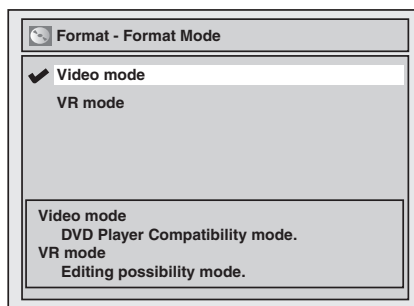 Format - Format Mode
Video mode
VR mode
Video mode
DVD Player Compatibility mode.
VR mode
Editing possibility mode.